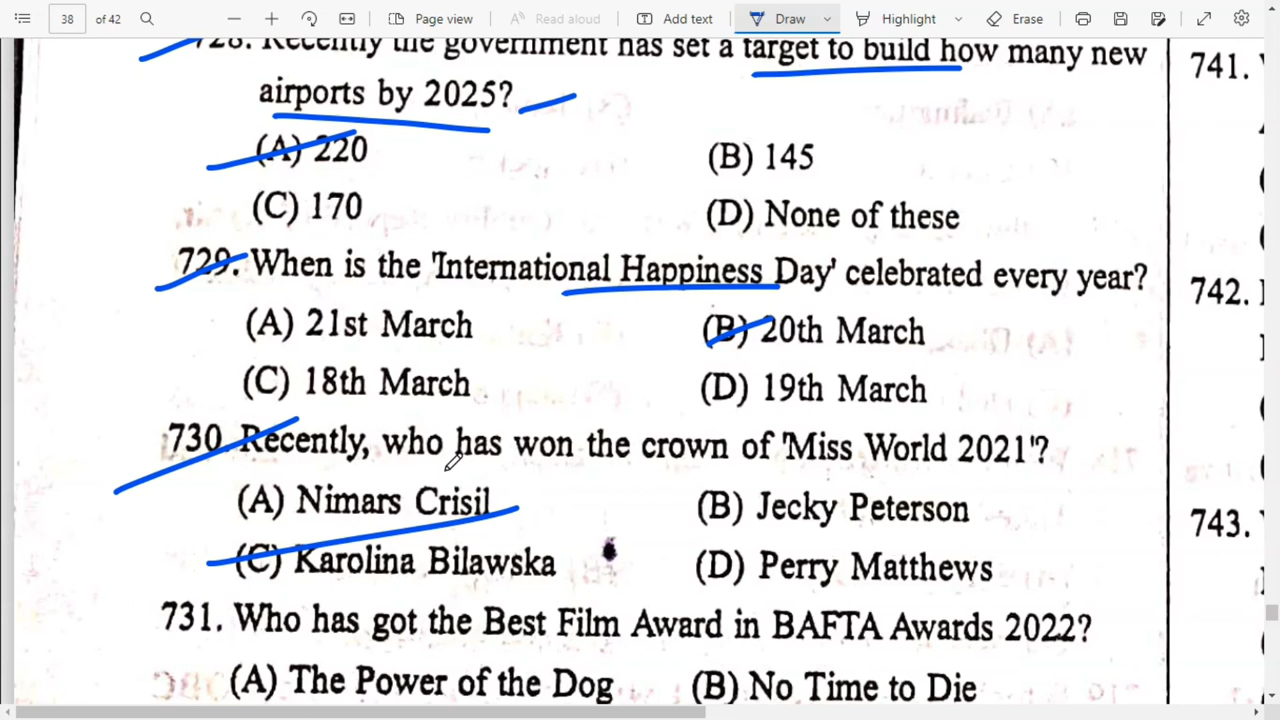 38 of 42 Page view Read aloud Add text Draw Highlight Erase
728. Recently the government has set a target to build how many new
airports by 2025?
(A) 220 (B) 145
(C) 170 (D) None of these
729. When is the 'International Happiness Day' celebrated every year?
(A) 21st March (B) 20th March
(C) 18th March (D) 19th March
730. Recently, who has won the crown of 'Miss World 2021'?
(A) Nimars Crisil (B) Jecky Peterson
(C) Karolina Bilawska (D) Perry Matthews
731. Who has got the Best Film Award in BAFTA Awards 2022?
(A) The Power of the Dog (B) No Time to Die
741.
742.
743.